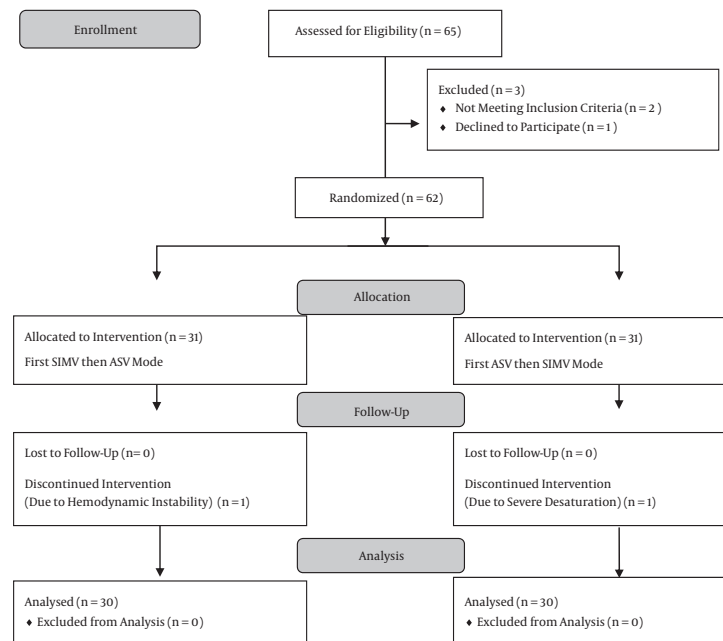 Enrollment
Assessed for Eligibility (n = 65)
Excluded (n = 3)
♦ Not Meeting Inclusion Criteria (n = 2 )
♦ Declined to Participate (n = 1 )
Randomized (n = 62)
Allocation
Allocated to Intervention (n = 31)
First SIMV then ASV Mode
Allocated to Intervention (n = 31)
First ASV then SIMV Mode
Follow-Up
Lost to Follow-Up (n= 0)
Discontinued Intervention
(Due to Hemodynamic Instability)  (n = 1)
Lost to Follow-Up (n = 0)
Discontinued Intervention
(Due to Severe Desaturation) (n = 1)
Analysis
Analysed (n = 30)
♦ Excluded from Analysis (n = 0)
Analysed (n = 30)
♦ Excluded from Analysis (n = 0)